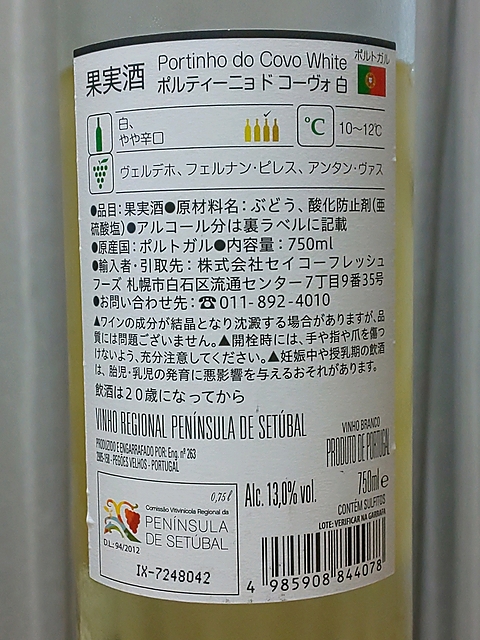 果実酒 Portinho do Covo White ポルトガル
ポルティーニョ ド コーヴォ 白
白、
やや辛口
℃ 10〜12℃
ヴェルデホ、フェルナン・ピレス、アンタン・ヴァス
●品目：果実酒●原材料名：ぶどう、酸化防止剤(亜
硫酸塩)●アルコール分は裏ラベルに記載
●原産国：ポルトガル●内容量：750ml
●輸入者・引取先：株式会社セイコーフレッシュ
フーズ 札幌市白石区流通センター7丁目9番35号
●お問い合わせ先：☎011-892-4010
▲ワインの成分が結晶となり沈澱する場合がありますが、品
質には問題ございません。▲開栓時には、手や指や爪を傷つ
けないよう、充分注意してください。▲妊娠中や授乳期の飲酒
は、胎児・乳児の発育に悪影響を与えるおそれがあります。
飲酒は20歳になってから
VINHO REGIONAL PENÍNSULA DE SETÚBAL
PRODUZIDO E ENGARRAFADO POR: Eng. nº 263
2985-158 - PEGÕES VELHOS - PORTUGAL
VINHO BRANCO
PRODUTO DE PORTUGAL
0,75ℓ
Comissão Vitivinícola Regional da
PENÍNSULA
DE SETÚBAL
D.L.: 94/2012
IX-7248042
Alc. 13,0% vol.
750ml e
CONTÉM SULFITOS
LOTE: VERIFICAR NA GARRAFA
4 985908 844078